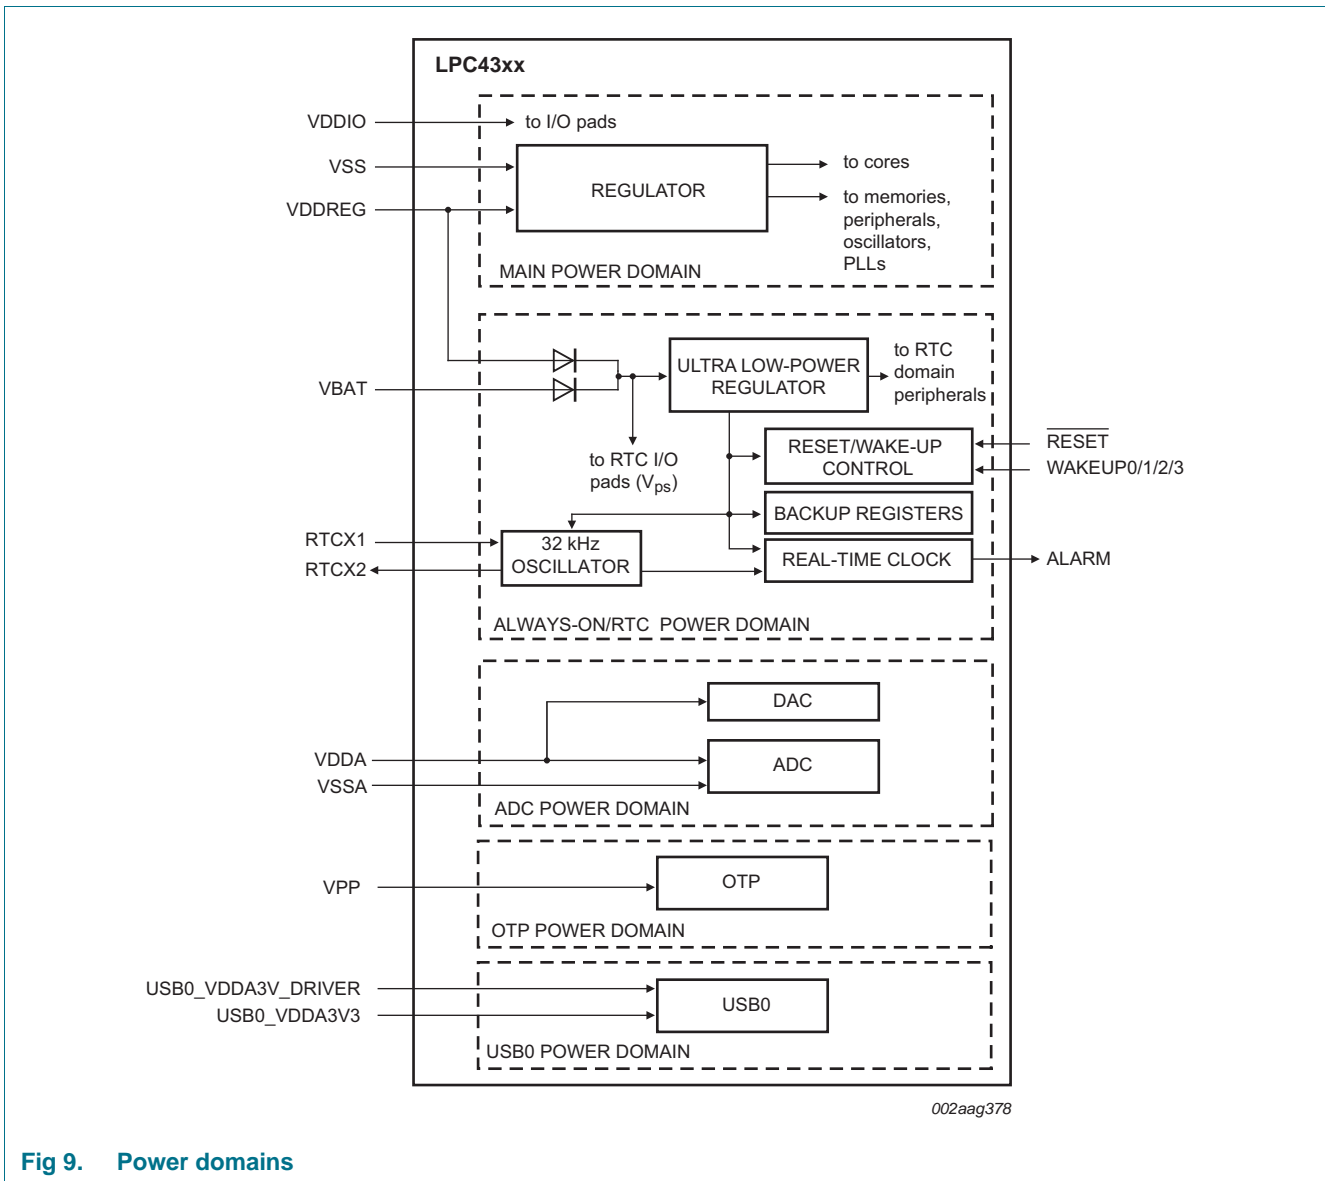 LPC43xx
VDDIO
to I/O pads
VSS
VDDREG
REGULATOR
to cores
to memories,
peripherals,
oscillators,
PLLs
MAIN POWER DOMAIN
VBAT
ULTRA LOW-POWER
REGULATOR
to RTC
domain
peripherals
to RTC I/O
pads (Vps)
RESET/WAKE-UP
CONTROL
RESET
WAKEUP0/1/2/3
BACKUP REGISTERS
RTCX1
RTCX2
32 kHz
OSCILLATOR
REAL-TIME CLOCK
ALARM
ALWAYS-ON/RTC POWER DOMAIN
DAC
VDDA
VSSA
ADC
ADC POWER DOMAIN
VPP
OTP
OTP POWER DOMAIN
USB0_VDDA3V_DRIVER
USB0_VDDA3V3
USB0
USB0 POWER DOMAIN
002aag378
Fig 9. Power domains